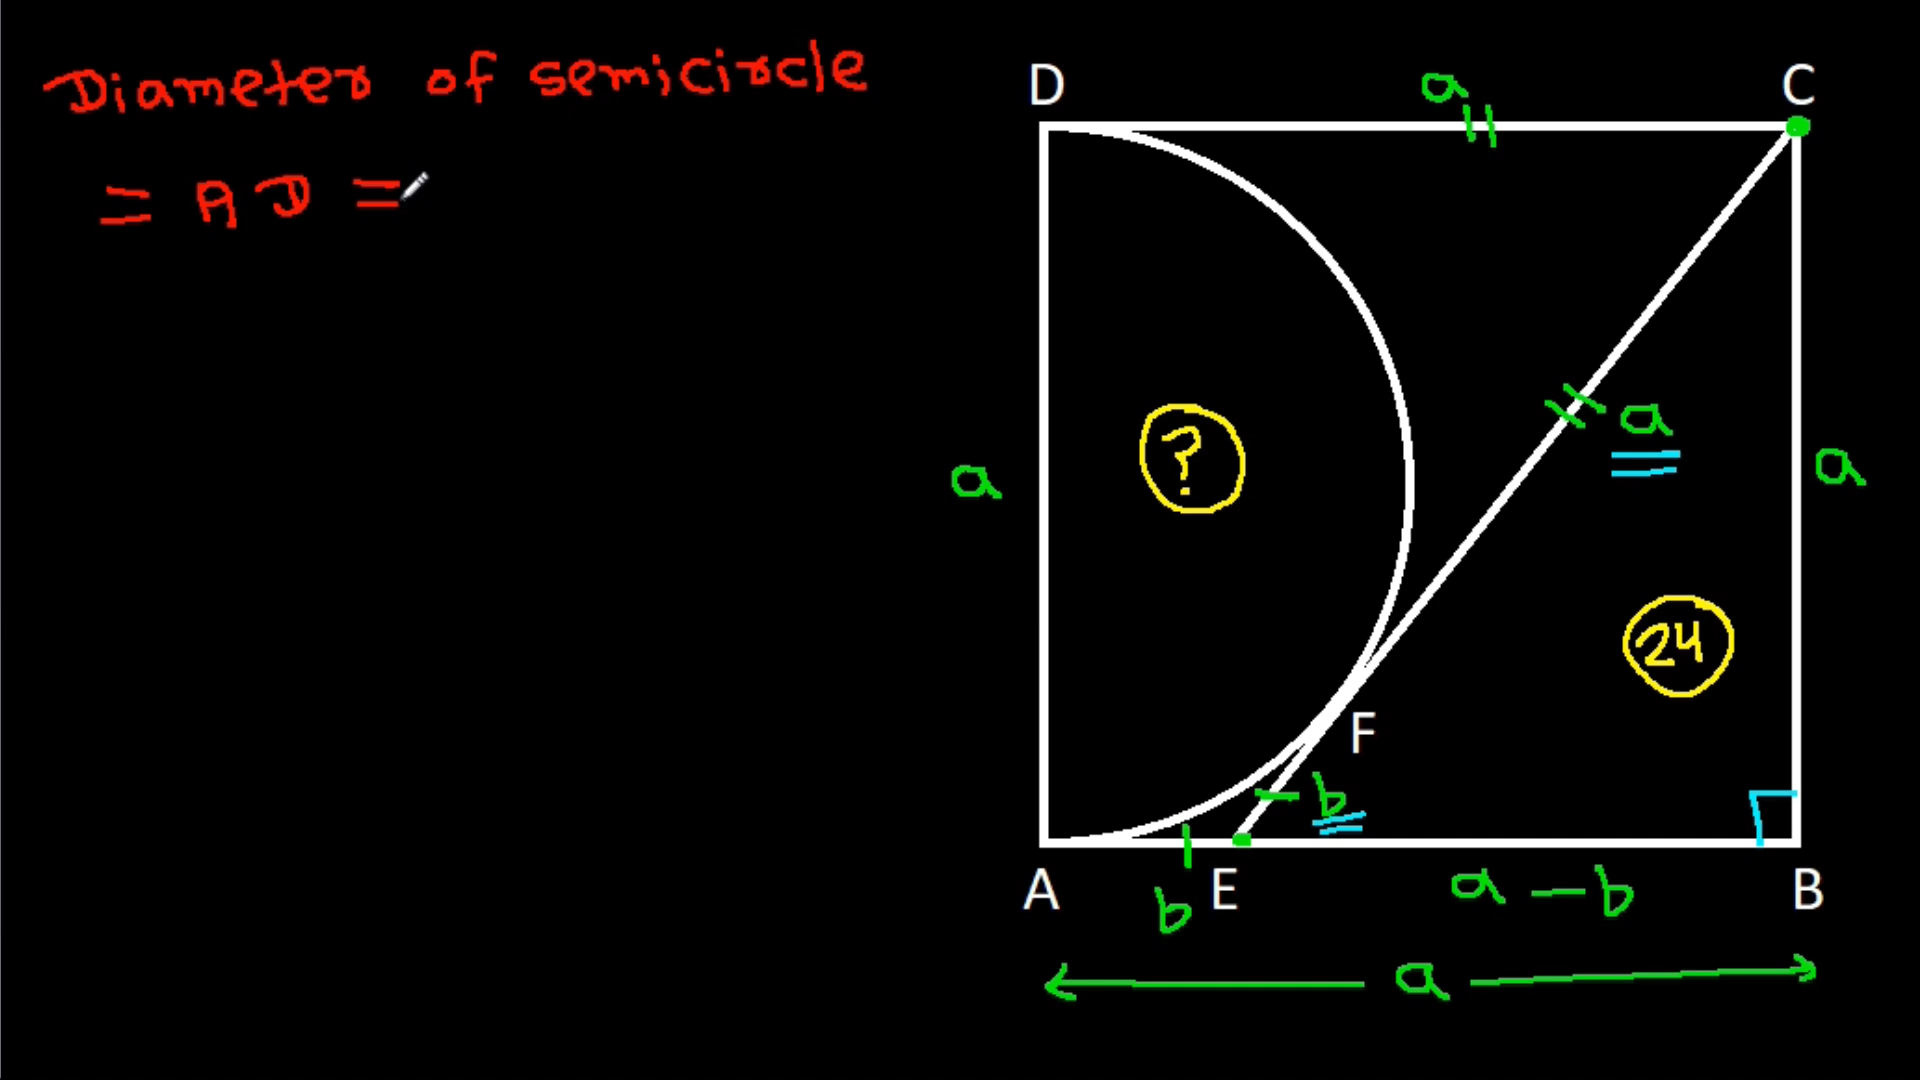 Diameter of semicircle
= AD =
D
a
C
a
?
a
a
24
F
b
A
b
E
a - b
B
a